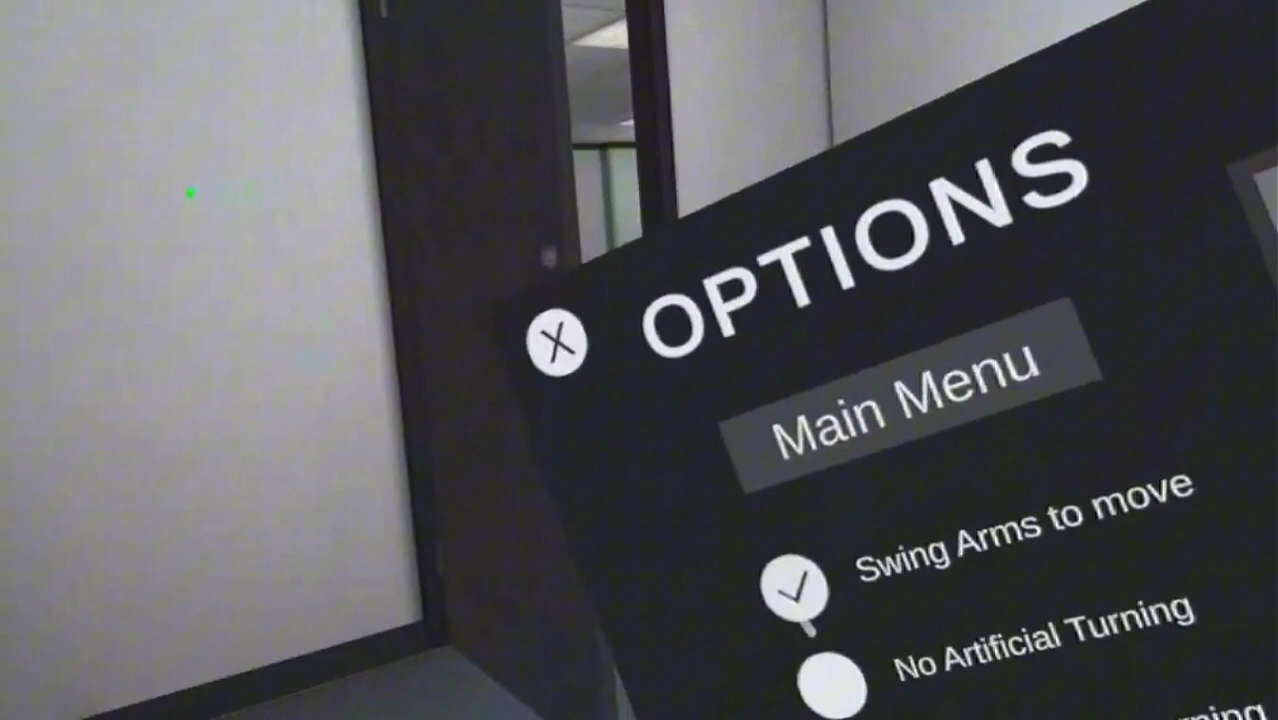 X
OPTIONS
Main Menu
Swing Arms to move
No Artificial Turning